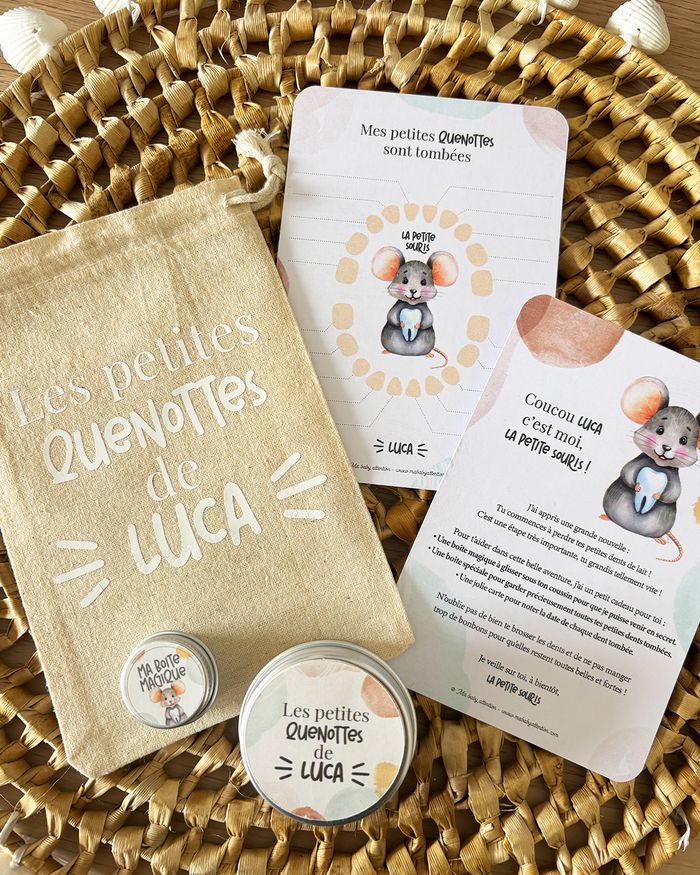 Les petites
QUENOTTES
de
LUCA
Mes petites QUENOTTES
sont tombées
LA PETITE
SOURIS
LUCA
© Ma baby attention - www.mababyattention.com
Coucou LUCA
c'est moi,
LA PETITE SOURIS !
J'ai appris une grande nouvelle :
Tu commences à perdre tes petites dents de lait !
C'est une étape très importante, tu grandis tellement vite !
Pour t'aider dans cette belle aventure, j'ai un petit cadeau pour toi :
• Une boite magique à glisser sous ton coussin pour que je puisse venir en secret.
• Une boite spéciale pour garder précieusement toutes tes petites dents tombées.
• Une jolie carte pour noter la date de chaque dent tombée.
N'oublie pas de bien te brosser les dents et de ne pas manger
trop de bonbons pour qu'elles restent toutes belles et fortes !
Je veille sur toi, à bientôt.
LA PETITE SOURIS
MA BOITE
MAGIQUE
Les petites
QUENOTTES
de
LUCA